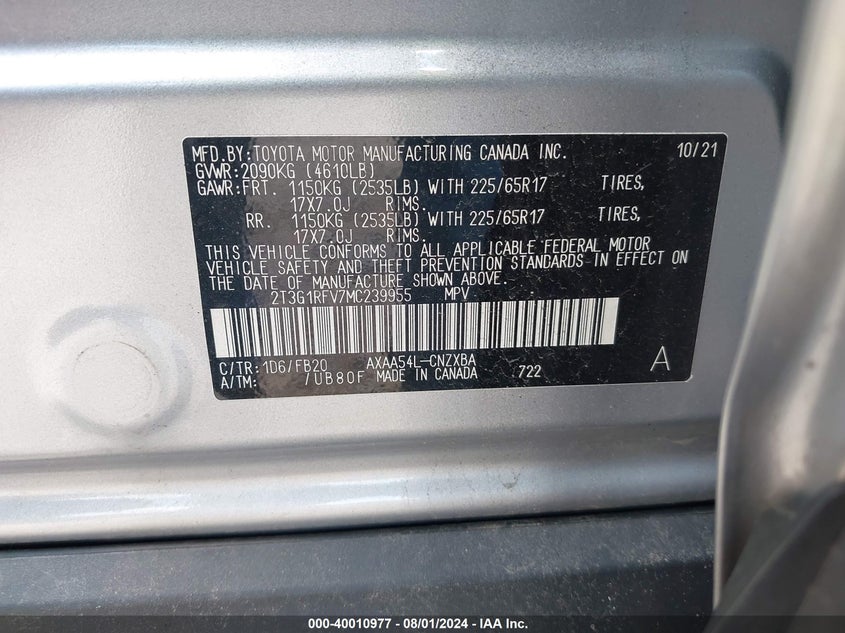 MFD.BY:TOYOTA MOTOR MANUFACTURING CANADA INC. 10/21
GVWR:2090KG (4610LB)
GAWR:FRT. 1150KG (2535LB) WITH 225/65R17 TIRES,
17X7.0J RIMS.
RR. 1150KG (2535LB) WITH 225/65R17 TIRES,
17X7.0J RIMS.
THIS VEHICLE CONFORMS TO ALL APPLICABLE FEDERAL MOTOR
VEHICLE SAFETY AND THEFT PREVENTION STANDARDS IN EFFECT ON
THE DATE OF MANUFACTURE SHOWN ABOVE.
2T3G1RFV7MC239955 MPV
C/TR:1D6/FB20 AXAA54L-CNZXBA
A/TM: /UB80F MADE IN CANADA 722 A
000-40010977 - 08/01/2024 - IAA Inc.